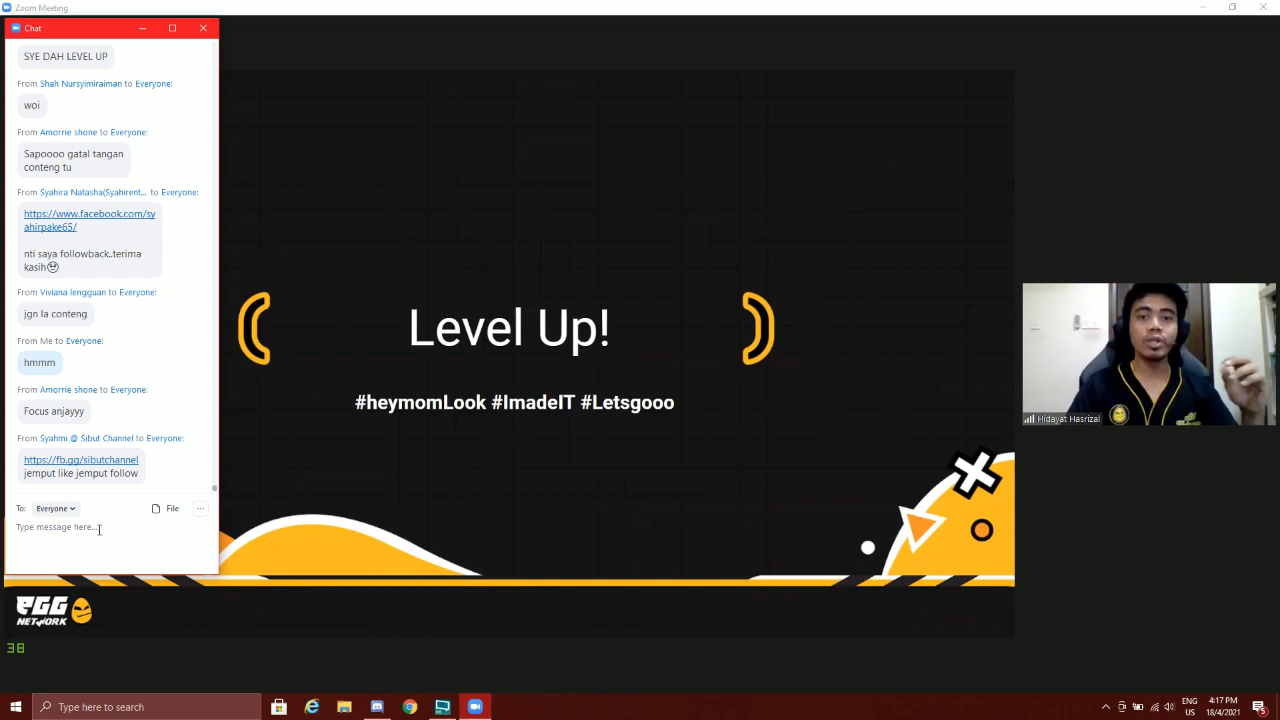 Zoom Meeting
Chat
SYE DAH LEVEL UP
From Shah Nursyimiraiman to Everyone:
woi
From Amorrie shone to Everyone:
Sapoooo gatal tangan
conteng tu
From Syahira Natasha(Syahirent... to Everyone:
https://www.facebook.com/sy
ahirpake65/
nti saya followback..terima
kasih😓
From Viviana lengguan to Everyone:
jgn la conteng
From Me to Everyone:
hmmm
From Amorrie shone to Everyone:
Focus anjayyy
From Syahmi @ Sibut Channel to Everyone:
https://fb.gg/sibutchannel
jemput like jemput follow
To: Everyone
File
Type message here...
Level Up!
#heymomLook #ImadeIT #Letsgooo
Hidayat Hasrizal
eGG
NETWORK
38
Type here to search
ENG
US
4:17 PM
18/4/2021
5